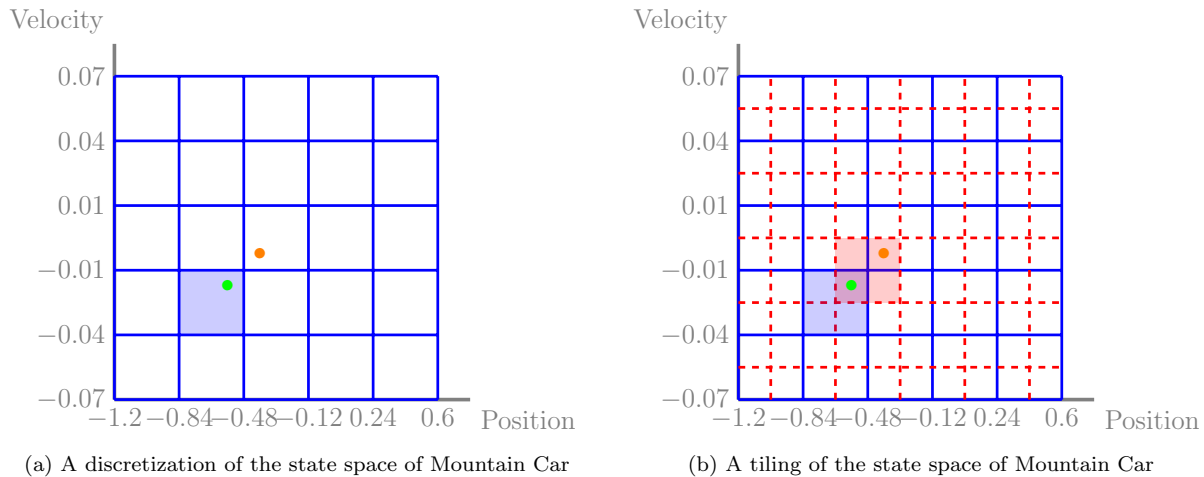 Velocity
0.07
0.04
0.01
−0.01
−0.04
−0.07
−1.2 −0.84 −0.48 −0.12 0.24 0.6
Position
(a) A discretization of the state space of Mountain Car
Velocity
0.07
0.04
0.01
−0.01
−0.04
−0.07
−1.2 −0.84 −0.48 −0.12 0.24 0.6
Position
(b) A tiling of the state space of Mountain Car